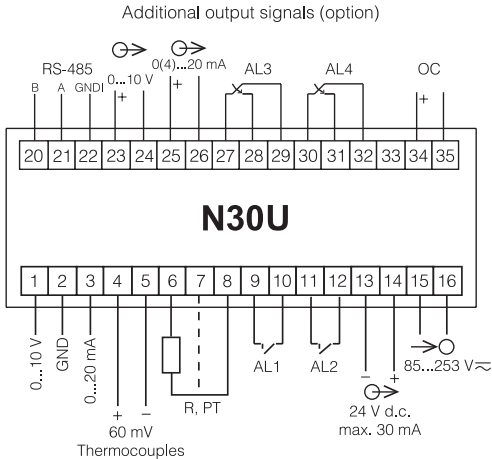 Additional output signals (option)
RS-485
0...10 V
0(4)...20 mA
AL3
AL4
OC
B A GNDI
+ + +
20 21 22 23 24 25 26 27 28 29 30 31 32 33 34 35
N30U
1 2 3 4 5 6 7 8 9 10 11 12 13 14 15 16
0...10 V
GND
0...20 mA
+ −
60 mV
Thermocouples
R, PT
AL1
AL2
− +
24 V d.c.
max. 30 mA
85...253 V